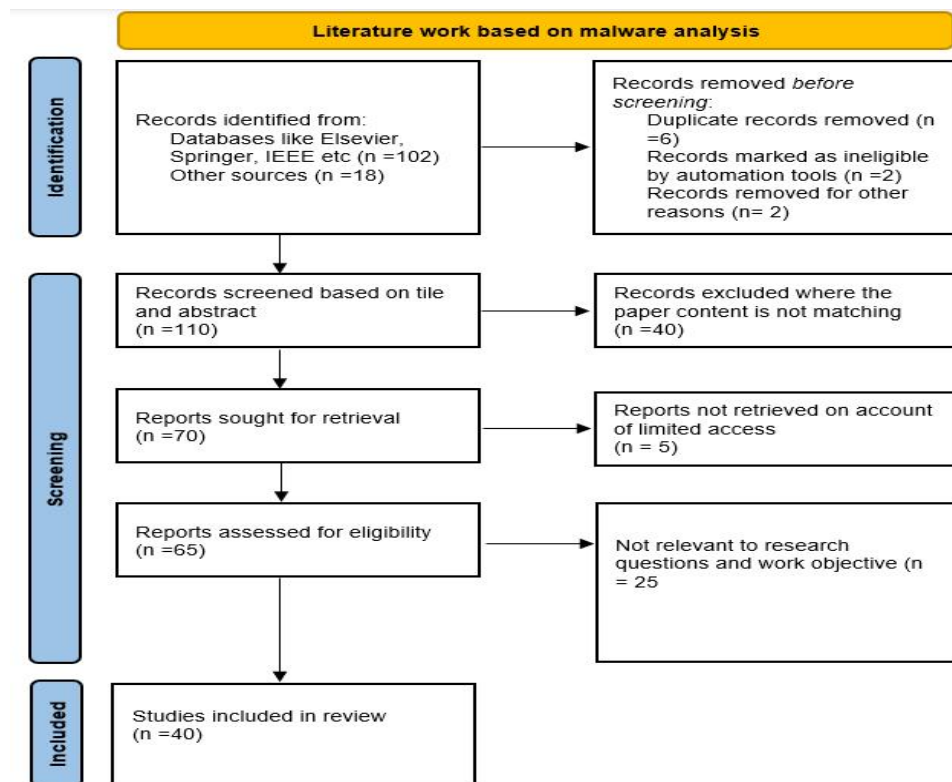 Literature work based on malware analysis
Identification
Records identified from:
Databases like Elsevier,
Springer, IEEE etc (n =102)
Other sources (n =18)
Records removed before
screening:
Duplicate records removed (n
=6)
Records marked as ineligible
by automation tools (n =2)
Records removed for other
reasons (n= 2)
Screening
Records screened based on tile
and abstract
(n =110)
Records excluded where the
paper content is not matching
(n =40)
Reports sought for retrieval
(n =70)
Reports not retrieved on account
of limited access
(n = 5)
Reports assessed for eligibility
(n =65)
Not relevant to research
questions and work objective (n
= 25
Included
Studies included in review
(n =40)